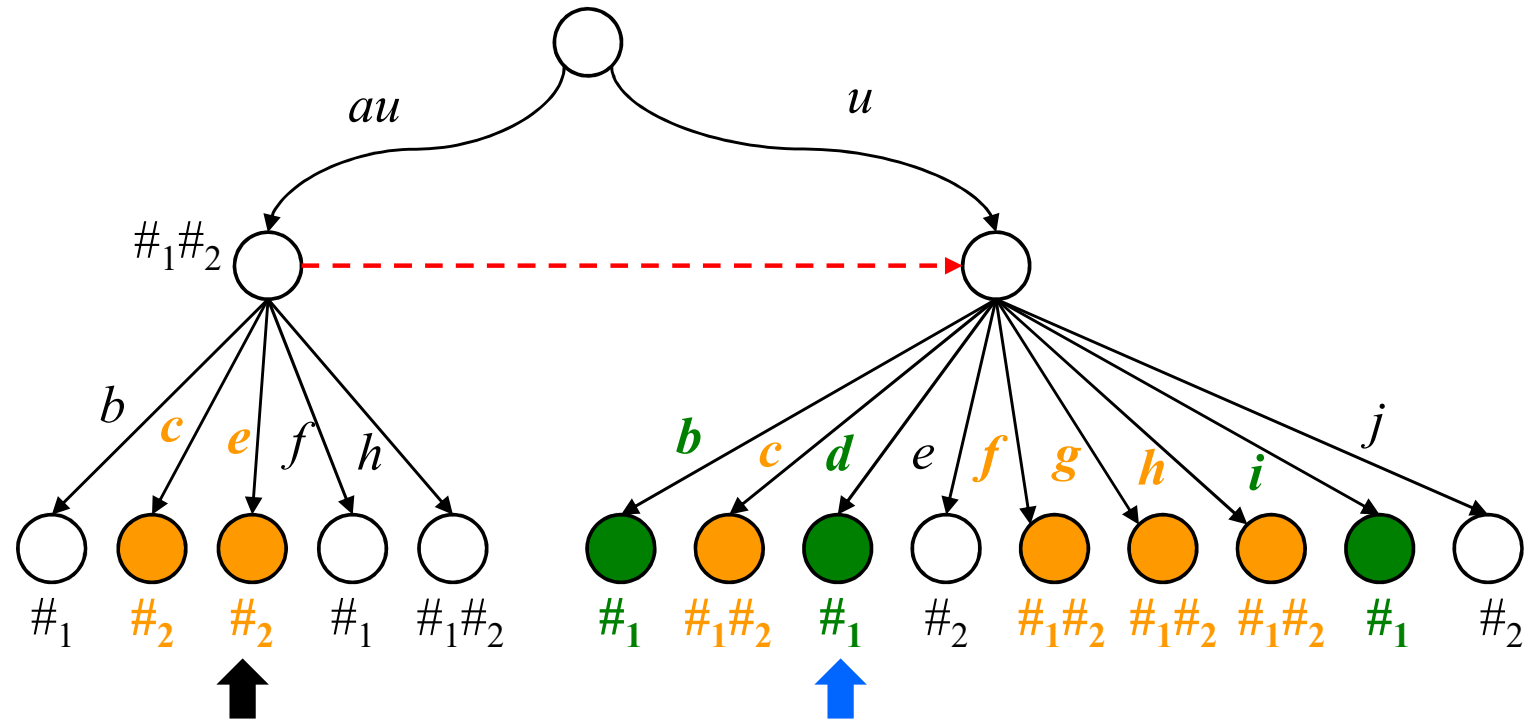 au u
#₁#₂
b c e f h b c d e f g h i j
#₁ #₂ #₂ #₁ #₁#₂ #₁ #₁#₂ #₁ #₂ #₁#₂ #₁#₂ #₁#₂ #₁ #₂